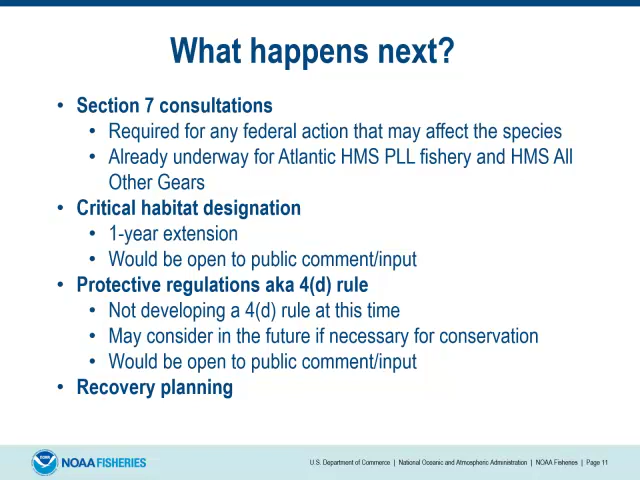 What happens next?
• Section 7 consultations
• Required for any federal action that may affect the species
• Already underway for Atlantic HMS PLL fishery and HMS All
Other Gears
• Critical habitat designation
• 1-year extension
• Would be open to public comment/input
• Protective regulations aka 4(d) rule
• Not developing a 4(d) rule at this time
• May consider in the future if necessary for conservation
• Would be open to public comment/input
• Recovery planning
NOAA
NOAA FISHERIES
U.S. Department of Commerce | National Oceanic and Atmospheric Administration | NOAA Fisheries | Page 11